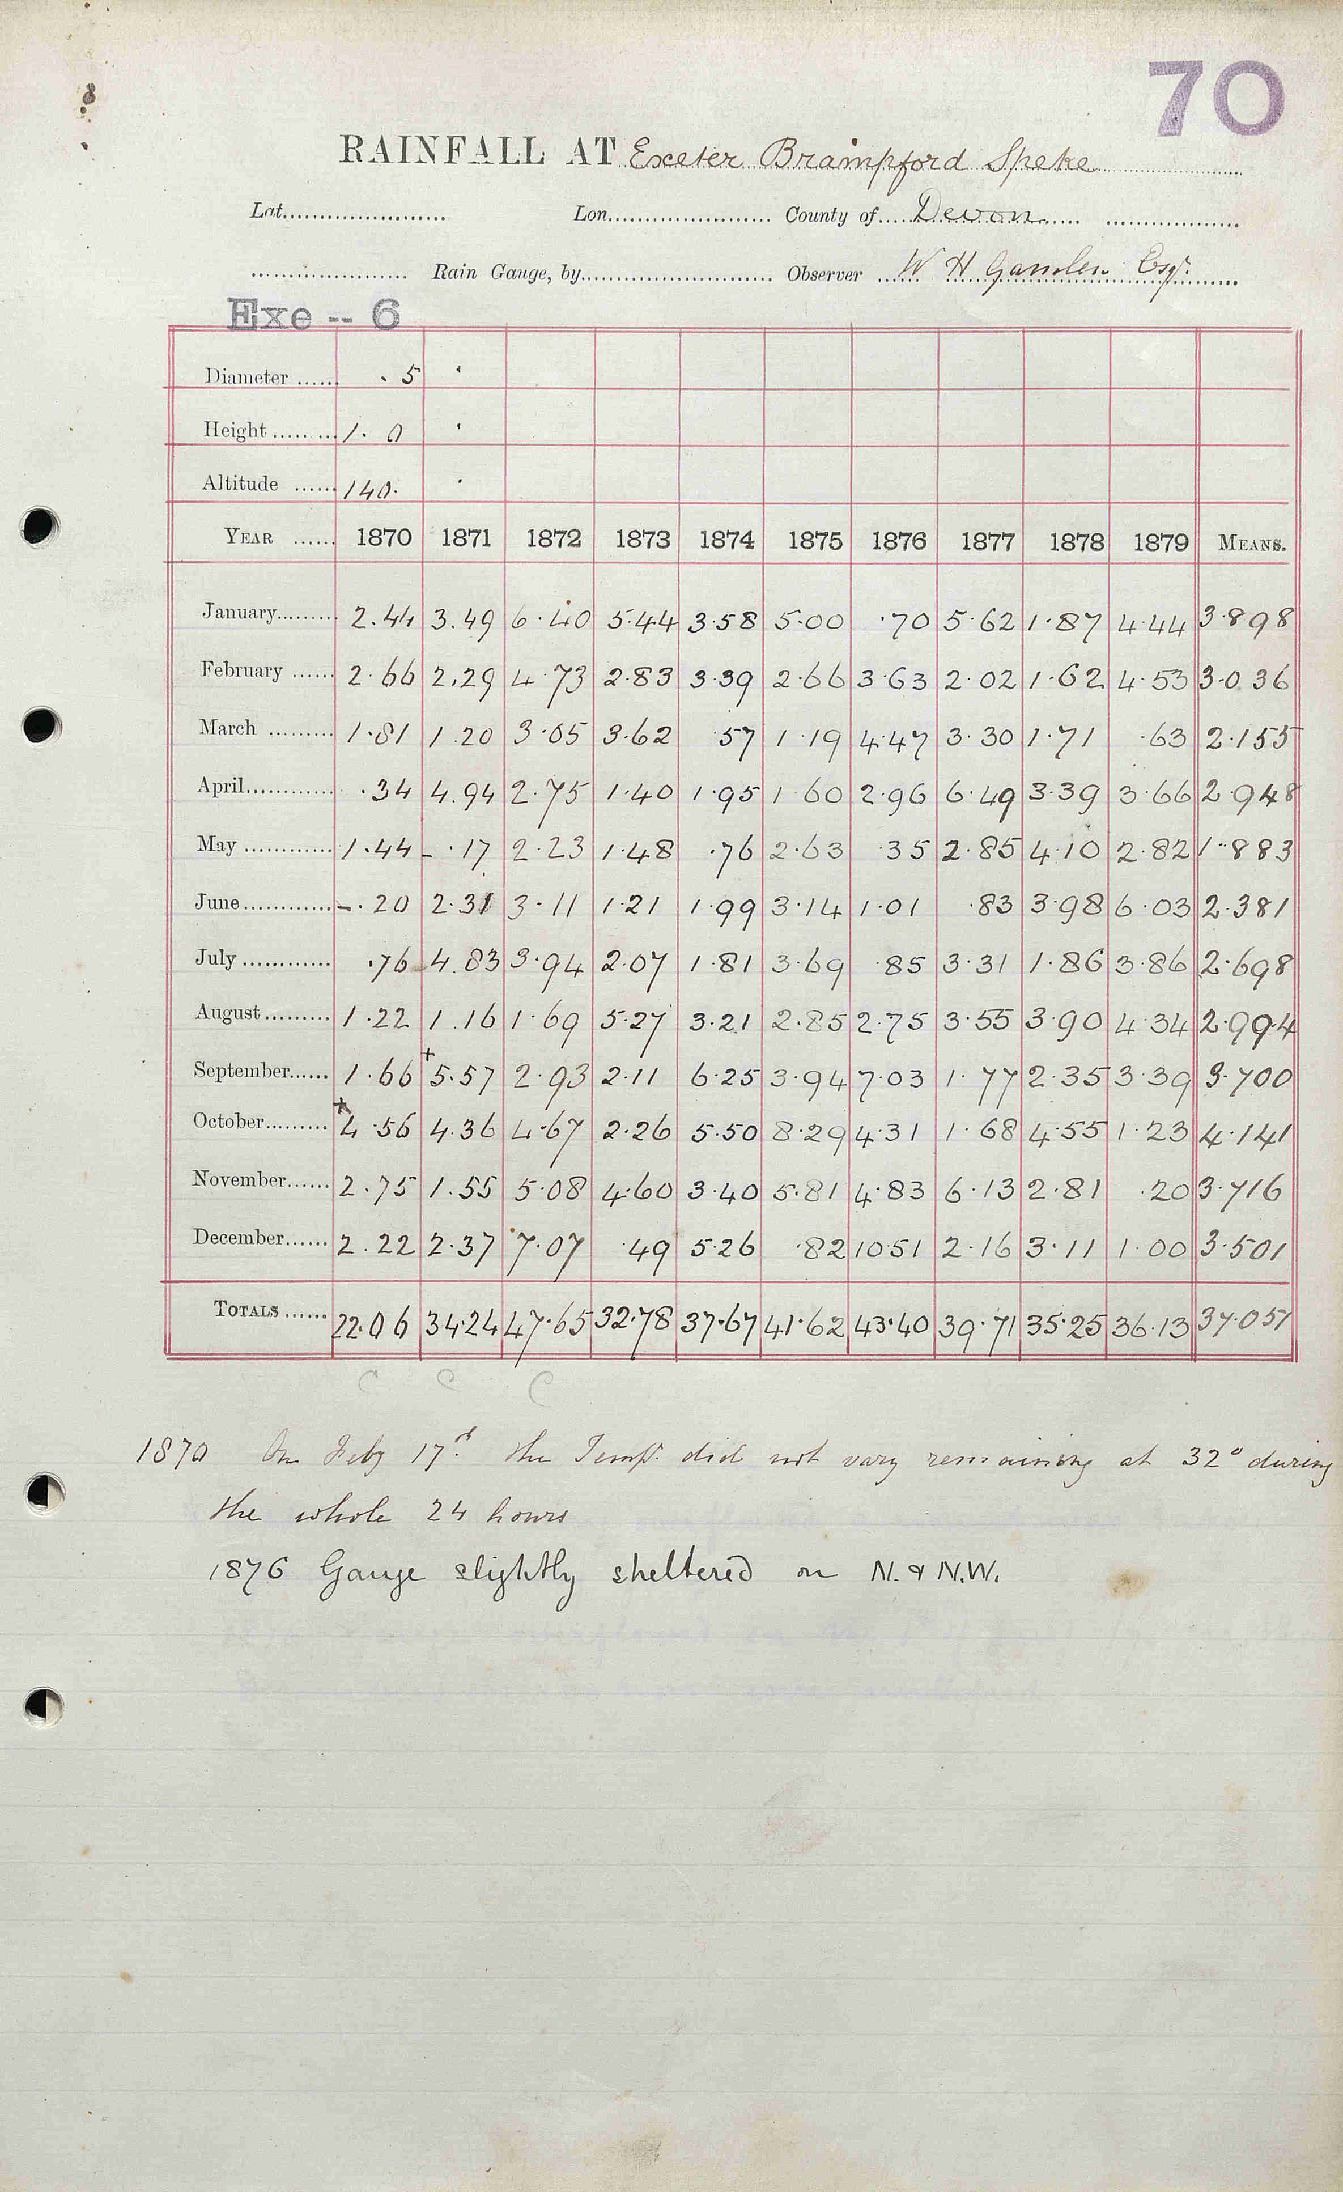 70
RAINFALL AT Exeter Brampford Speke
Lat. Lon. County of Devon
Rain Gauge, by Observer W H Gamlen Esqr.
Exe -- 6
Diameter . 5 .
Height 1. 0 .
Altitude 140. .
YEAR 1870 1871 1872 1873 1874 1875 1876 1877 1878 1879 MEANS.
January 2.44 3.49 6.40 5.44 3.58 5.00 .70 5.62 1.87 4.44 3.898
February 2.66 2.29 4.73 2.83 3.39 2.66 3.63 2.02 1.62 4.53 3.036
March 1.81 1.20 3.05 3.62 .57 1.19 4.47 3.30 1.71 .63 2.155
April .34 4.94 2.75 1.40 1.95 1.60 2.96 6.49 3.39 3.66 2.948
May 1.44 - .17 2.23 1.48 .76 2.63 .35 2.85 4.10 2.82 1.883
June -.20 2.31 3.11 1.21 1.99 3.14 1.01 .83 3.98 6.03 2.381
July .76 4.83 3.94 2.07 1.81 3.69 .85 3.31 1.86 3.86 2.698
August 1.22 1.16 1.69 5.27 3.21 2.85 2.75 3.55 3.90 4.34 2.994
September 1.66 +5.57 2.93 2.11 6.25 3.94 7.03 1.77 2.35 3.39 3.700
October +4.56 4.36 4.67 2.26 5.50 8.29 4.31 1.68 4.55 1.23 4.141
November 2.75 1.55 5.08 4.60 3.40 5.81 4.83 6.13 2.81 .20 3.716
December 2.22 2.37 7.07 .49 5.26 .82 10.51 2.16 3.11 1.00 3.501
TOTALS 22.06 34.24 47.65 32.78 37.67 41.62 43.40 39.71 35.25 36.13 37.051
C C C
1870 On Feby 17th the Temp. did not vary remaining at 32° during
the whole 24 hours
1876 Gauge slightly sheltered on N. & N.W.